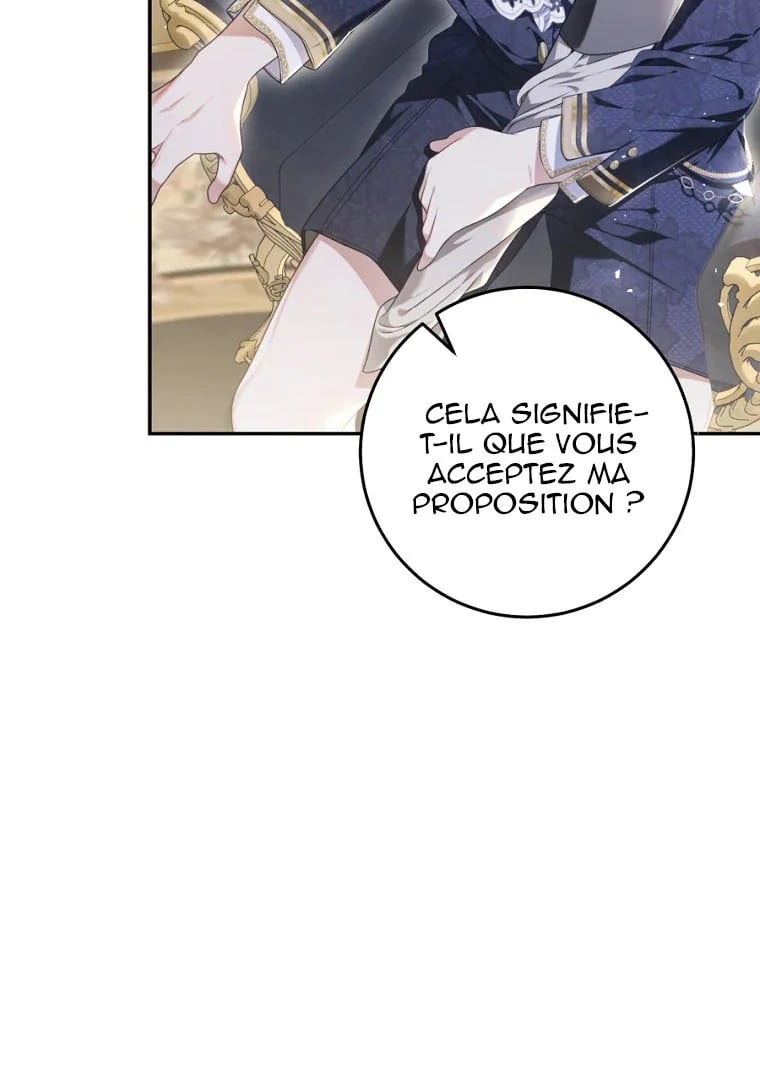 CELA SIGNIFIE-
T-IL QUE VOUS
ACCEPTEZ MA
PROPOSITION ?